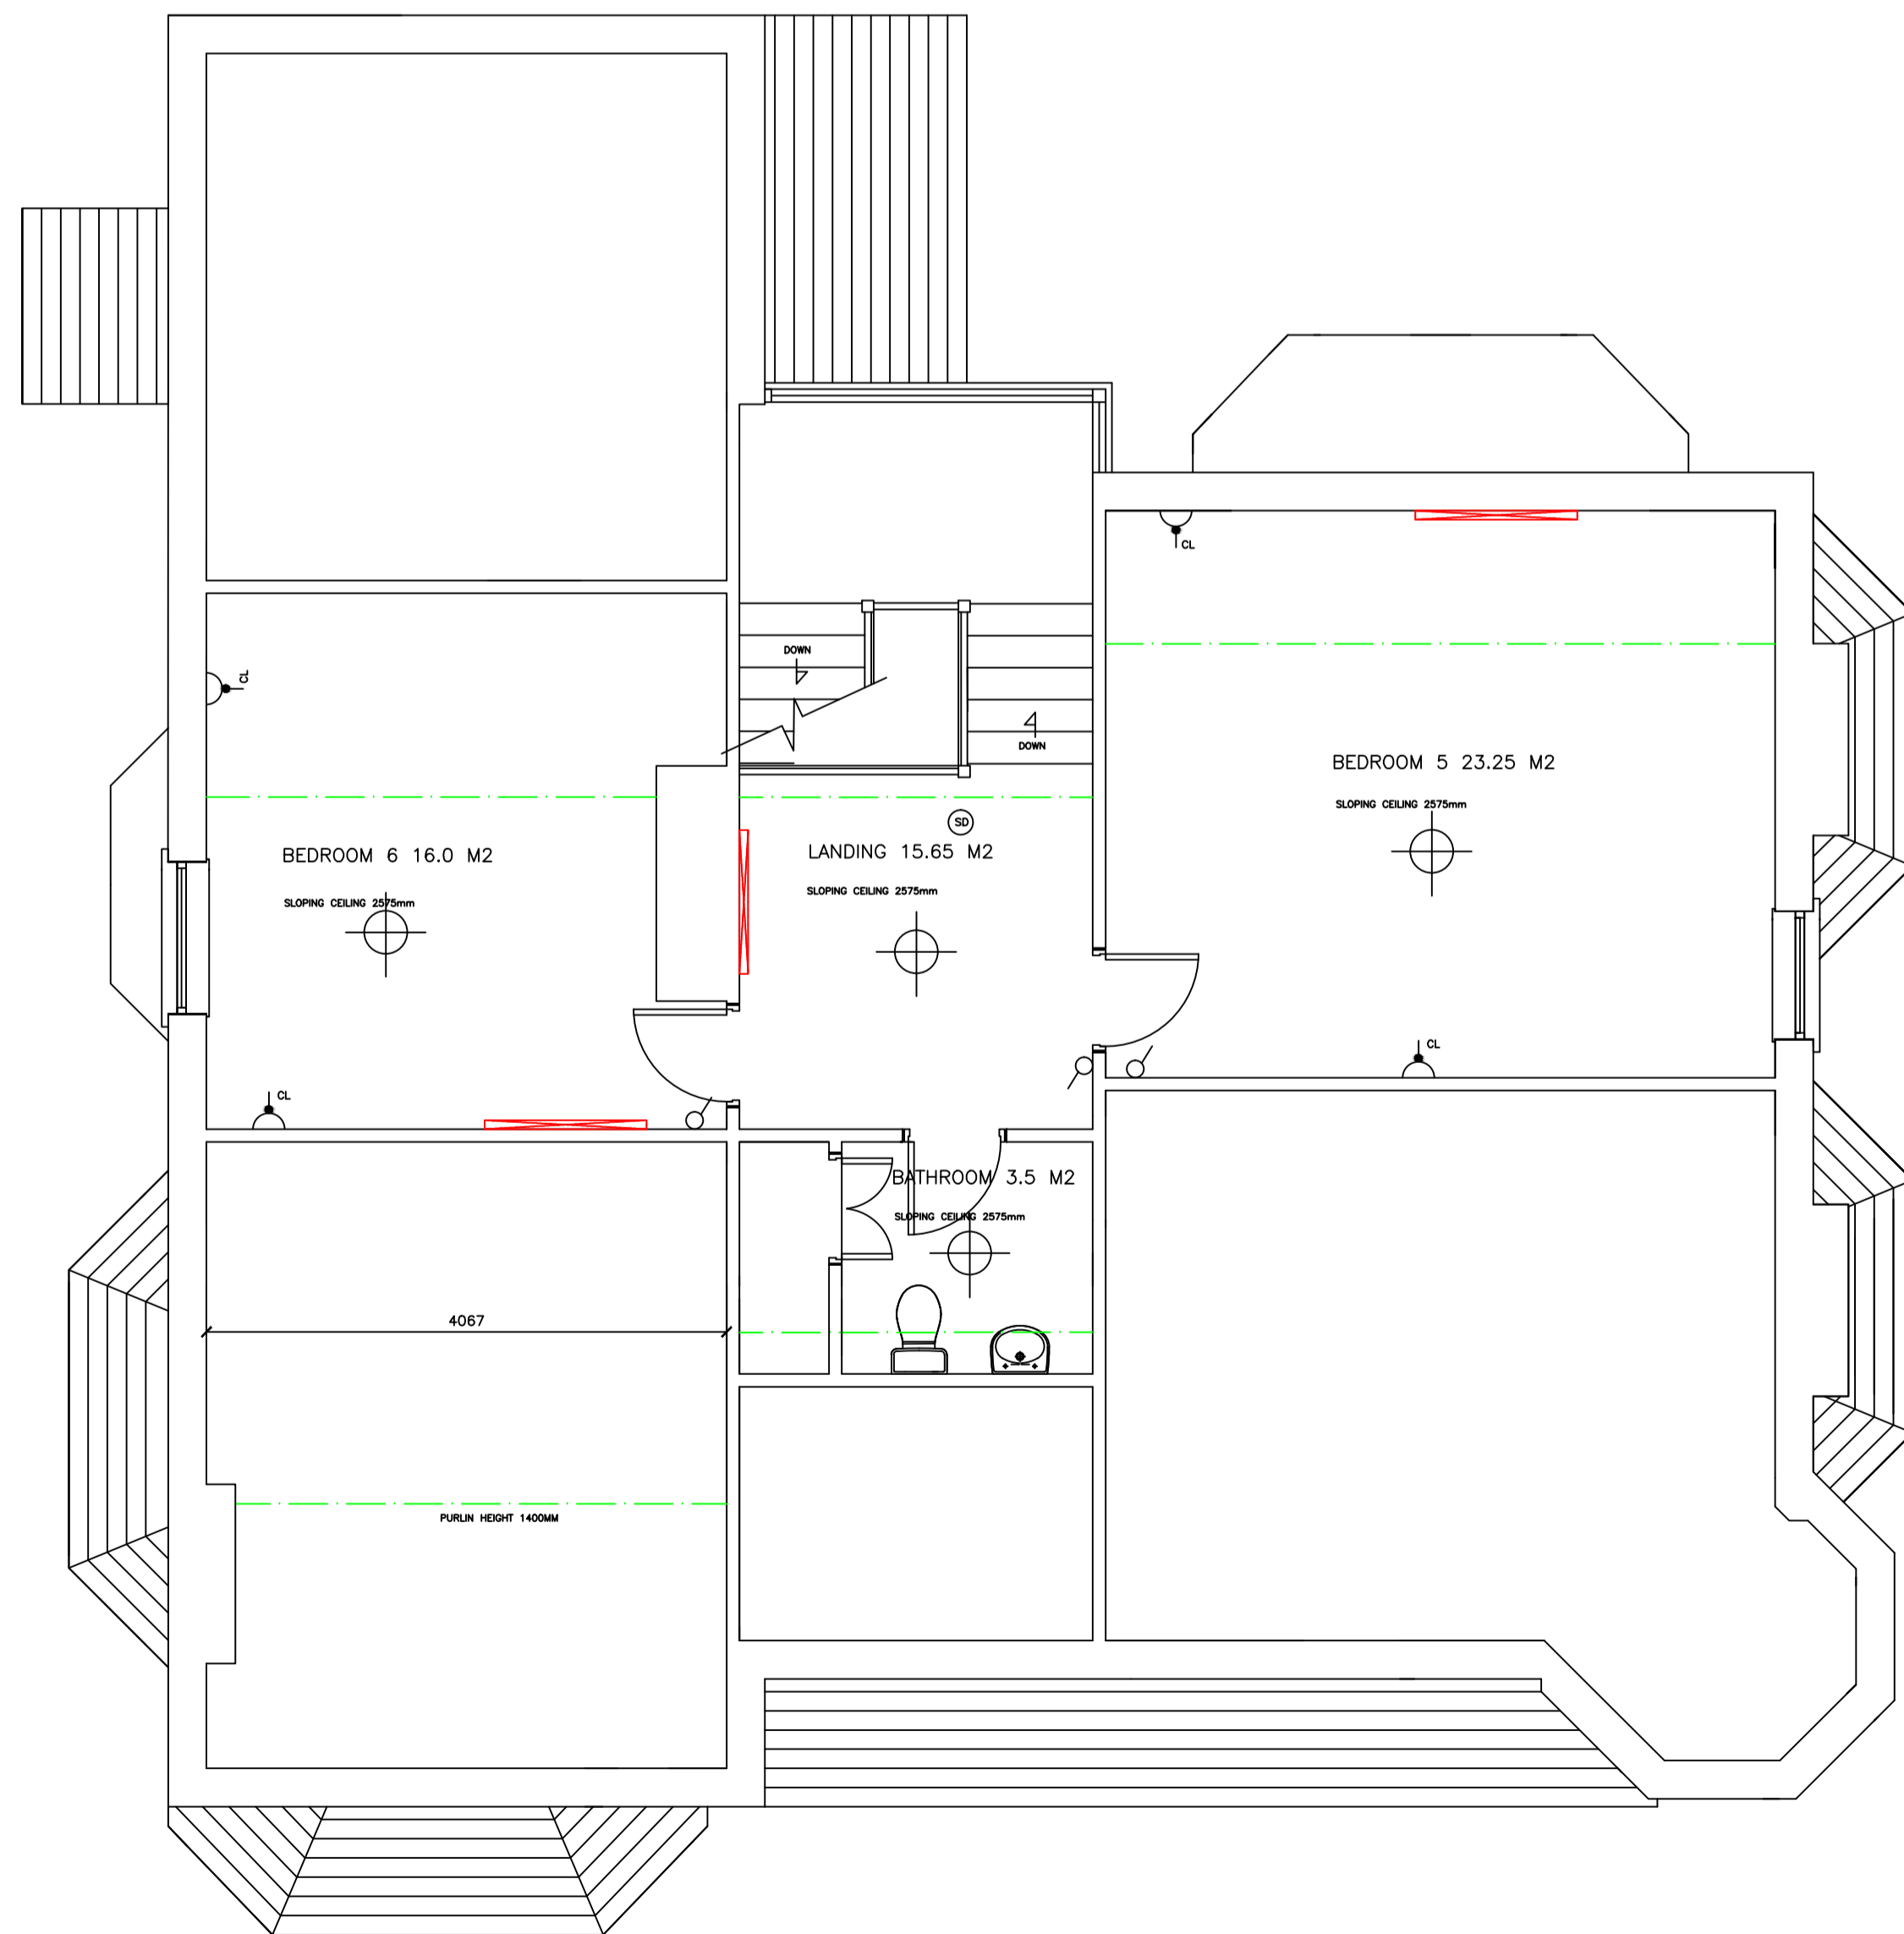 DOWN
CL
DOWN
CL
BEDROOM 5 23.25 M2
SLOPING CEILING 2575mm
SD
BEDROOM 6 16.0 M2
LANDING 15.65 M2
SLOPING CEILING 2575mm
SLOPING CEILING 2575mm
CL
CL
BATHROOM 3.5 M2
SLOPING CEILING 2575mm
4067
PURLIN HEIGHT 1400MM